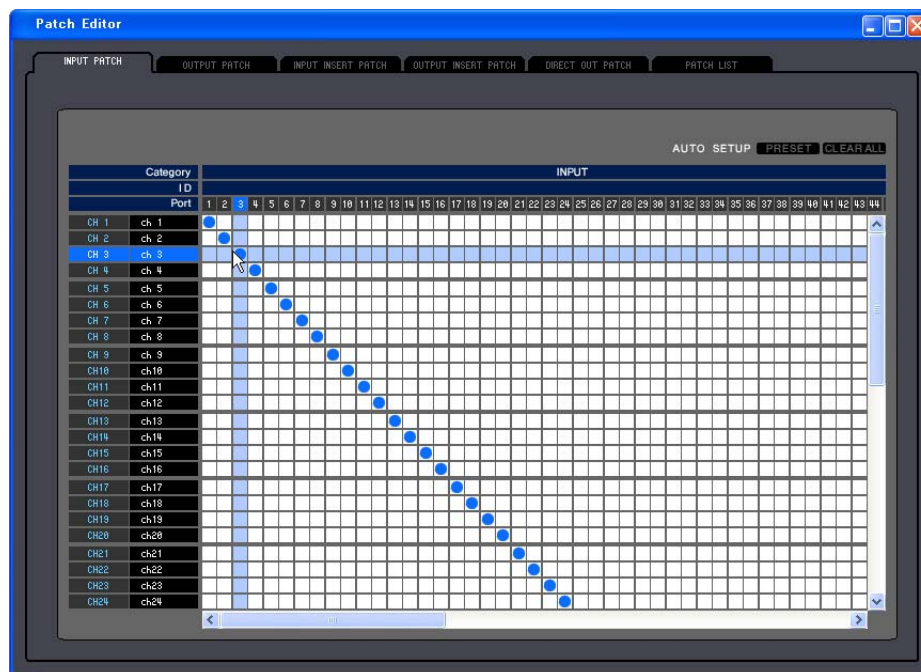 Patch Editor
INPUT PATCH OUTPUT PATCH INPUT INSERT PATCH OUTPUT INSERT PATCH DIRECT OUT PATCH PATCH LIST
AUTO SETUP PRESET CLEAR ALL
Category INPUT
ID
Port 1 2 3 4 5 6 7 8 9 10 11 12 13 14 15 16 17 18 19 20 21 22 23 24 25 26 27 28 29 30 31 32 33 34 35 36 37 38 39 40 41 42 43 44
CH 1 ch 1
CH 2 ch 2
CH 3 ch 3
CH 4 ch 4
CH 5 ch 5
CH 6 ch 6
CH 7 ch 7
CH 8 ch 8
CH 9 ch 9
CH10 ch10
CH11 ch11
CH12 ch12
CH13 ch13
CH14 ch14
CH15 ch15
CH16 ch16
CH17 ch17
CH18 ch18
CH19 ch19
CH20 ch20
CH21 ch21
CH22 ch22
CH23 ch23
CH24 ch24